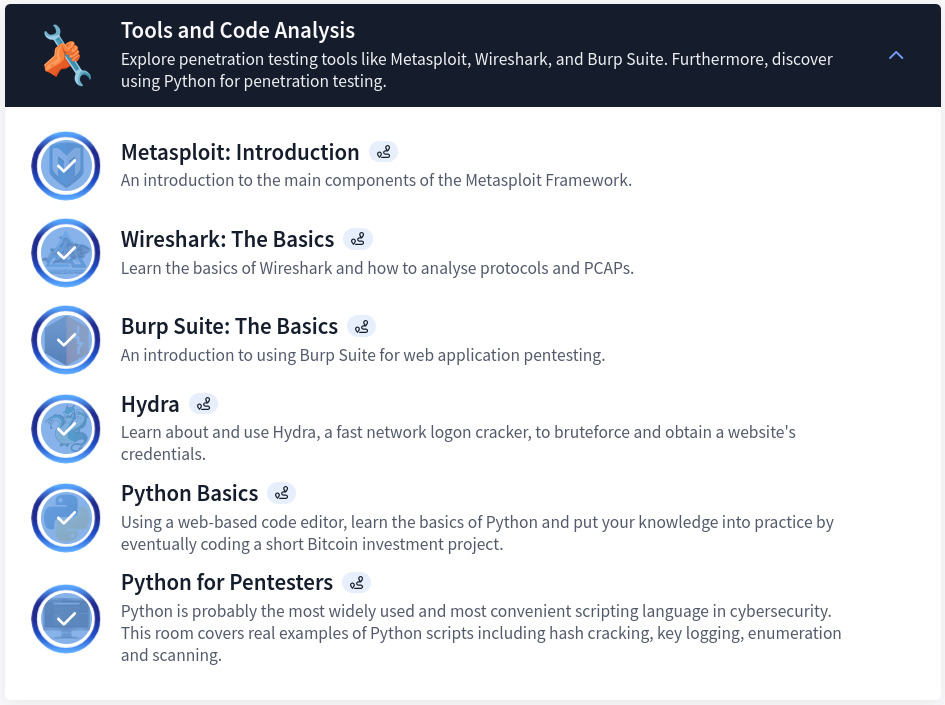 Tools and Code Analysis
Explore penetration testing tools like Metasploit, Wireshark, and Burp Suite. Furthermore, discover
using Python for penetration testing.
Metasploit: Introduction
An introduction to the main components of the Metasploit Framework.
Wireshark: The Basics
Learn the basics of Wireshark and how to analyse protocols and PCAPs.
Burp Suite: The Basics
An introduction to using Burp Suite for web application pentesting.
Hydra
Learn about and use Hydra, a fast network logon cracker, to bruteforce and obtain a website's
credentials.
Python Basics
Using a web-based code editor, learn the basics of Python and put your knowledge into practice by
eventually coding a short Bitcoin investment project.
Python for Pentesters
Python is probably the most widely used and most convenient scripting language in cybersecurity.
This room covers real examples of Python scripts including hash cracking, key logging, enumeration
and scanning.